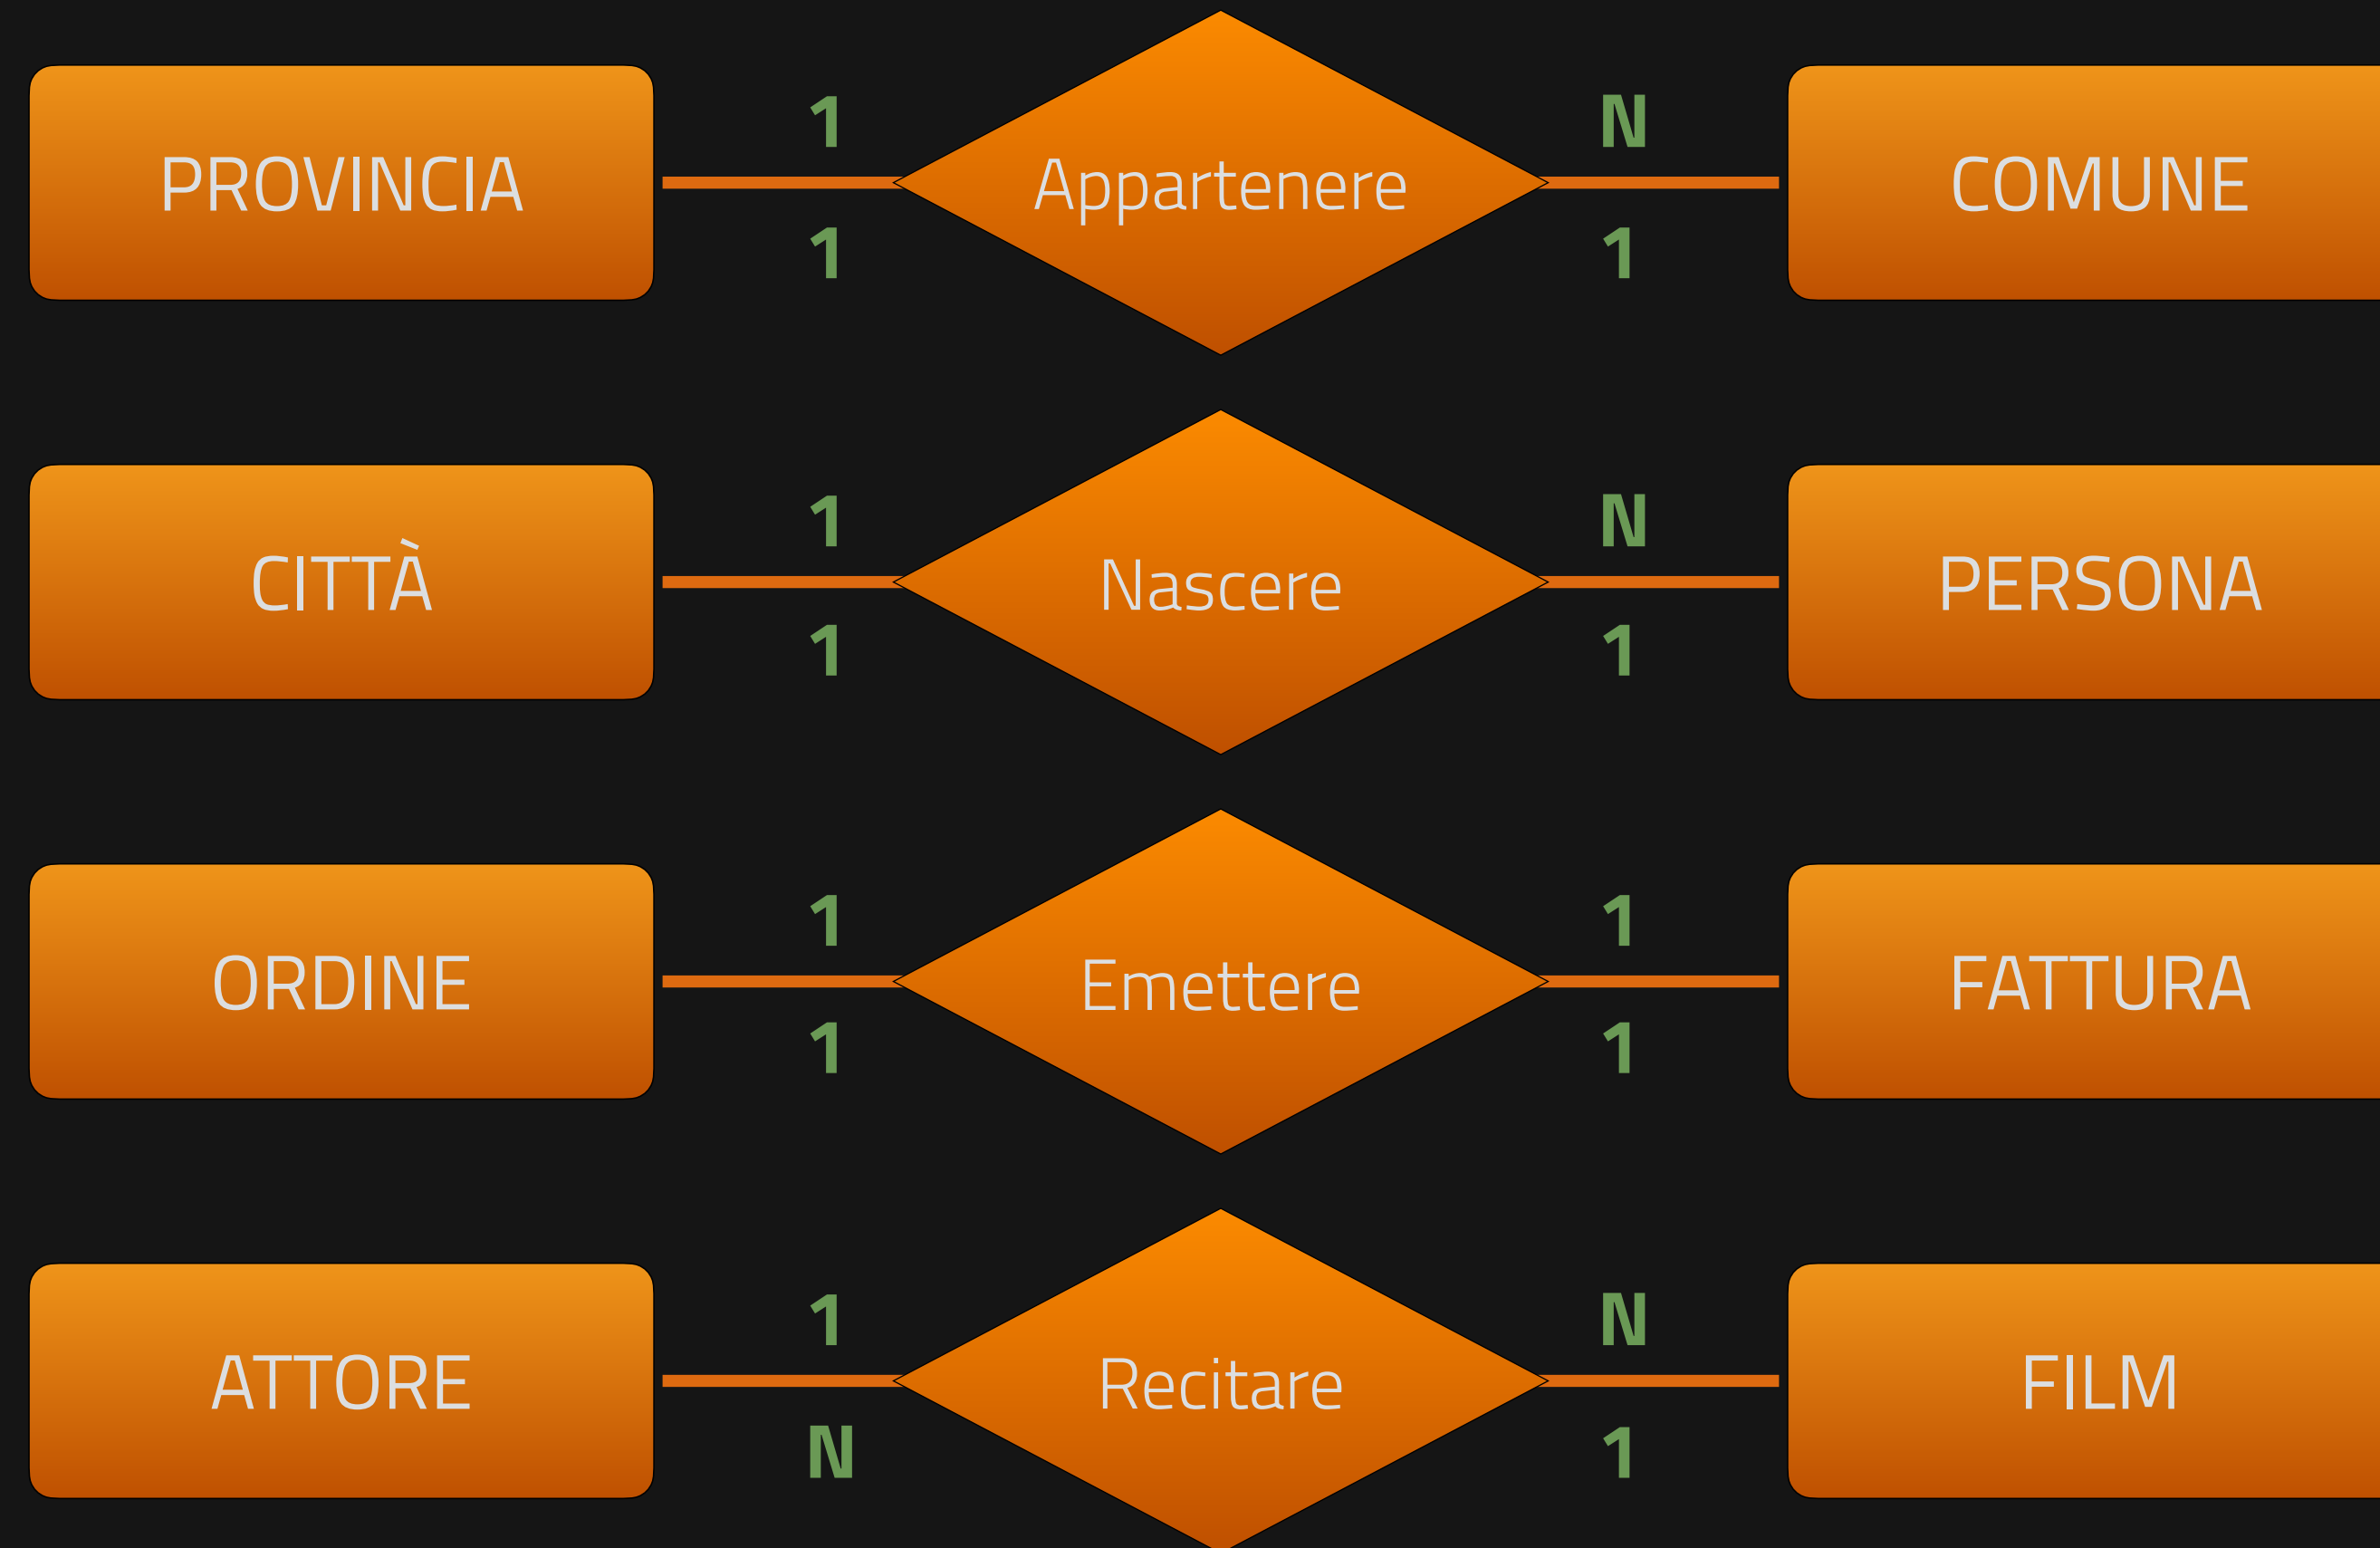 1 N
PROVINCIA Appartenere COMUNE
1 1
1 N
CITTÀ Nascere PERSONA
1 1
1 1
ORDINE Emettere FATTURA
1 1
1 N
ATTORE Recitare FILM
N 1